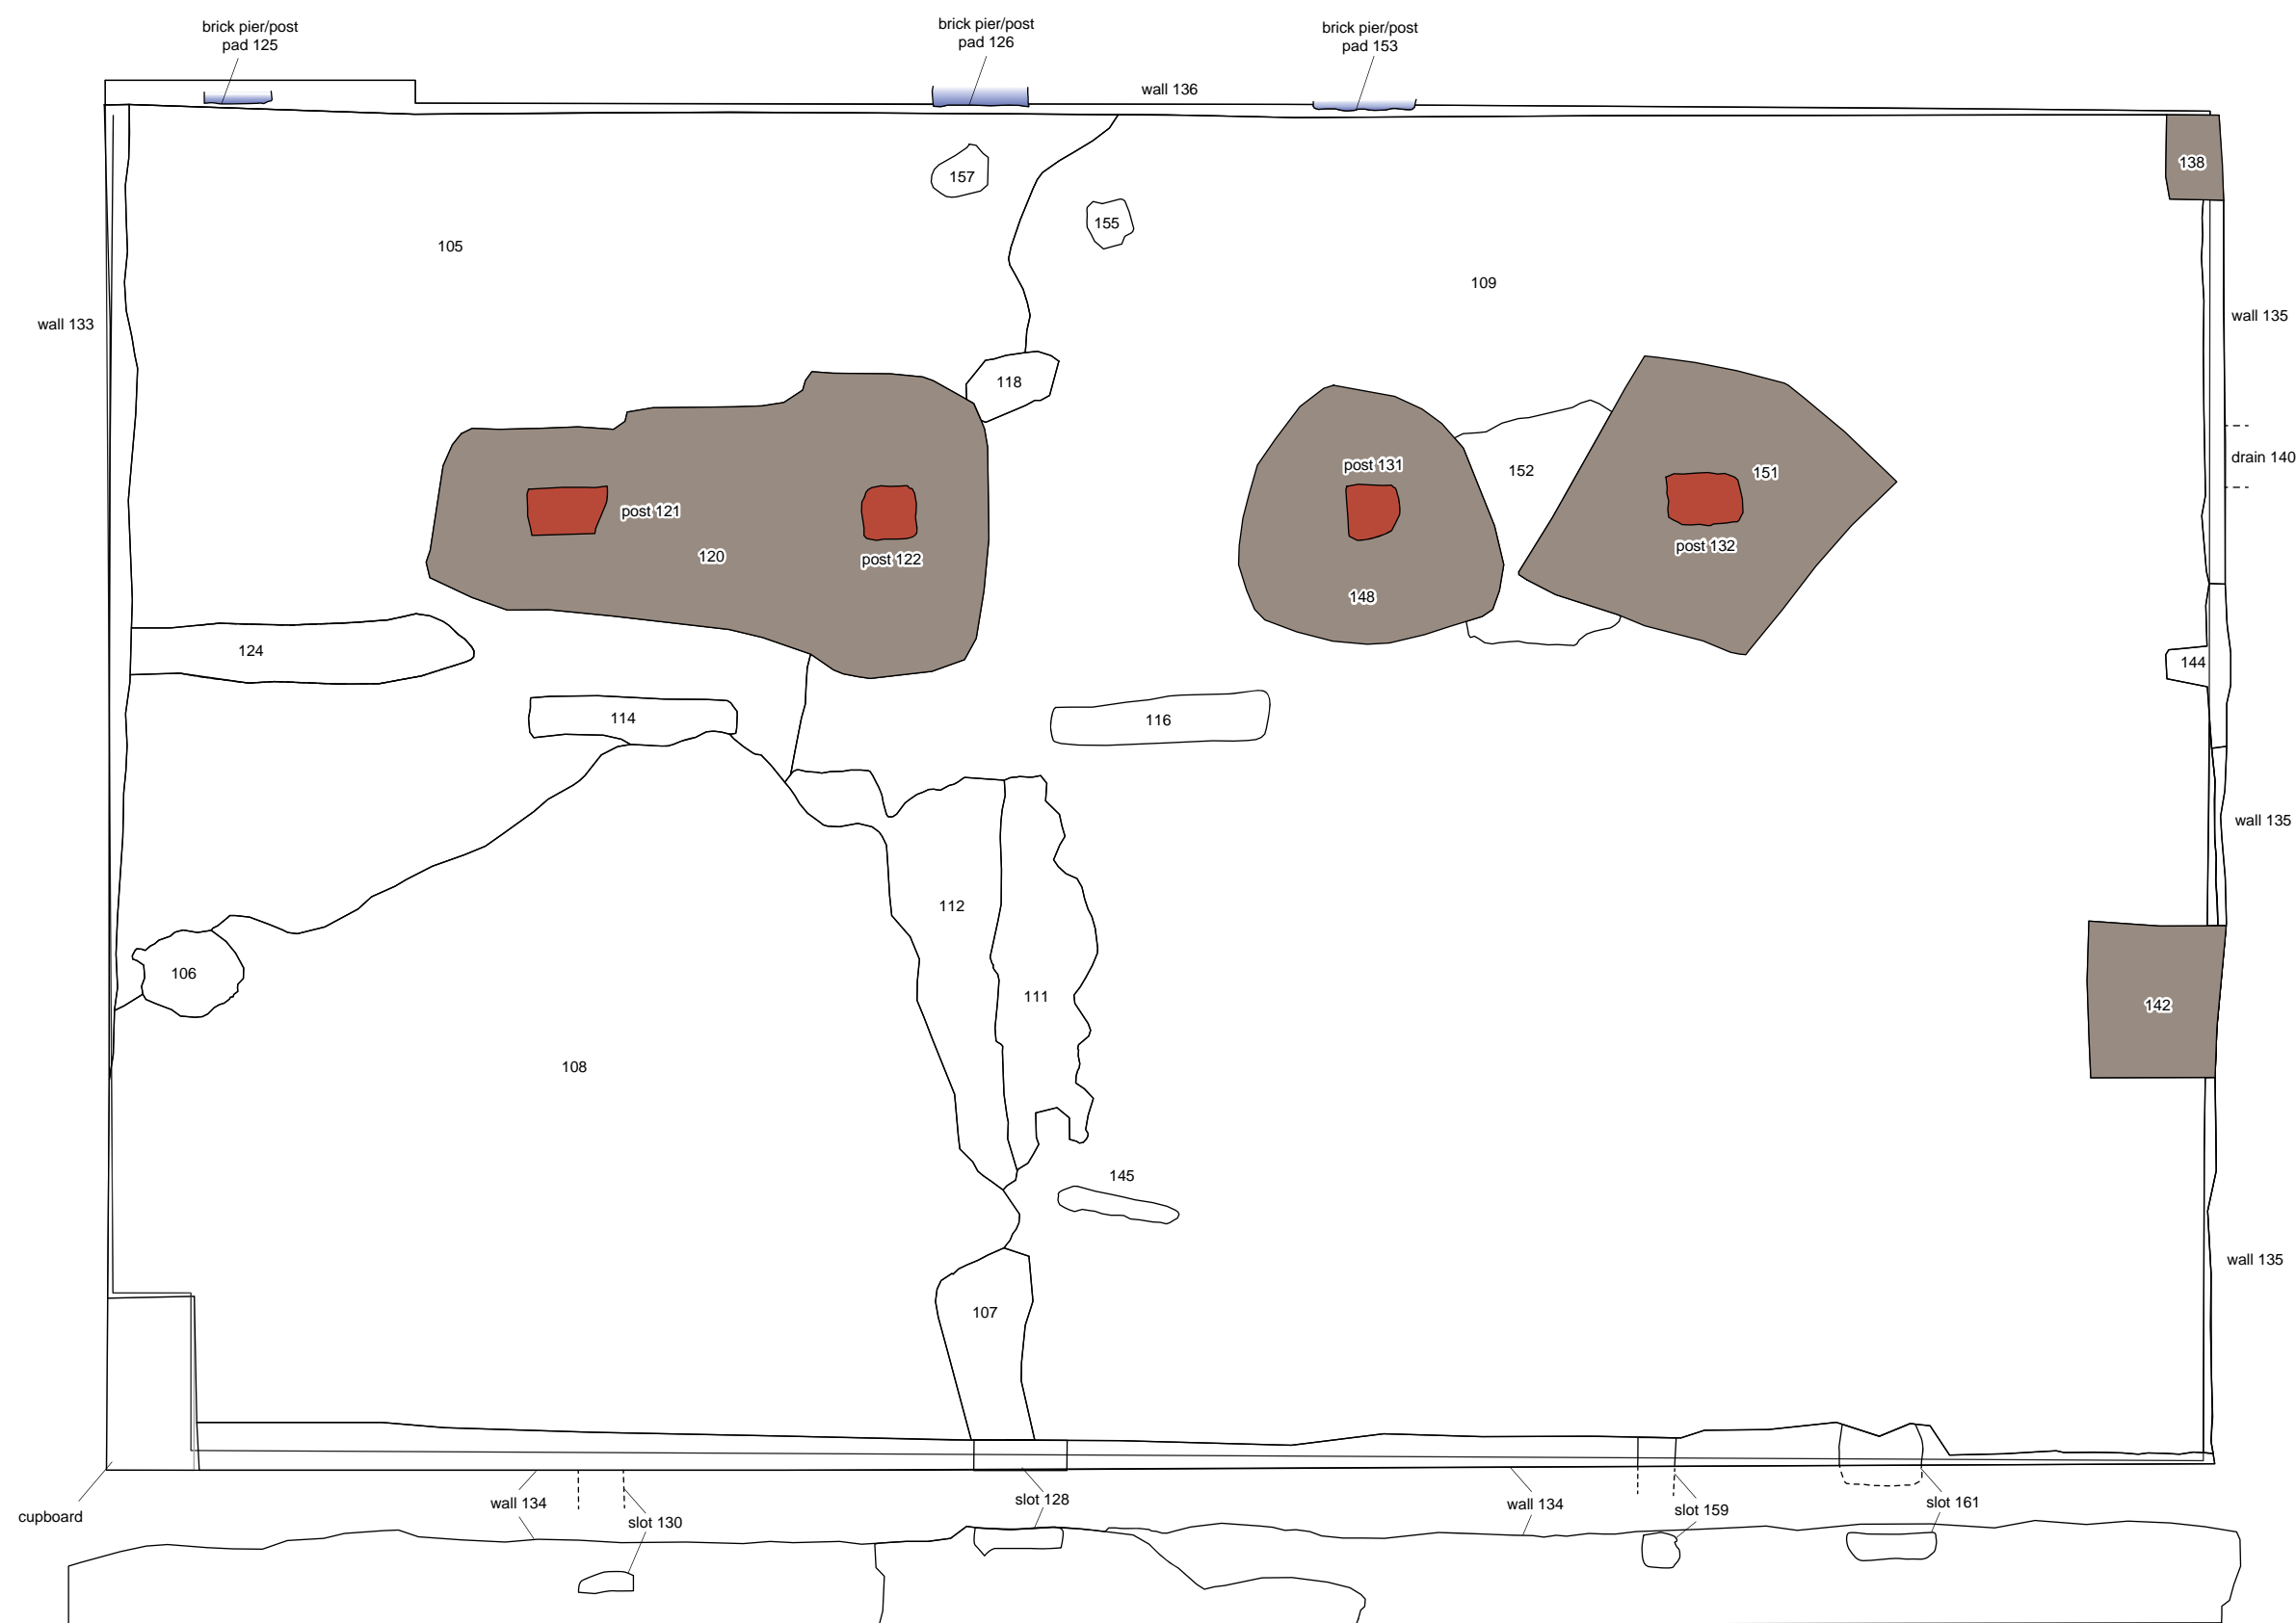 brick pier/post
pad 125
brick pier/post
pad 126
brick pier/post
pad 153
wall 136
138
157
155
105
109
wall 133
wall 135
118
drain 140
post 131
152
151
post 121
post 122
120
post 132
148
124
144
114
116
wall 135
112
106
111
142
108
145
wall 135
107
cupboard
wall 134
slot 130
slot 128
wall 134
slot 159
slot 161